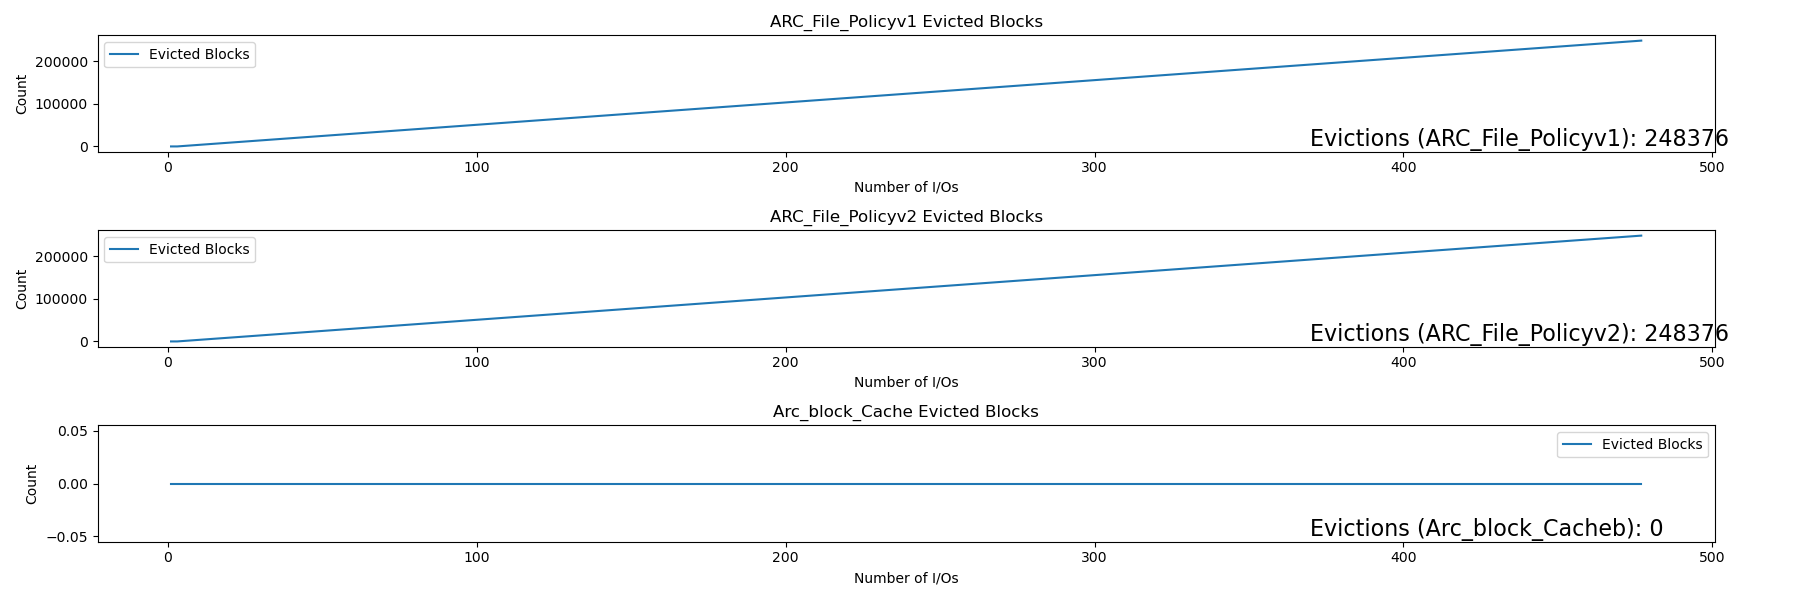 ARC_File_Policyv1 Evicted Blocks
Evicted Blocks
Count
200000
100000
0
Evictions (ARC_File_Policyv1): 248376
0 100 200 300 400 500
Number of I/Os
ARC_File_Policyv2 Evicted Blocks
Evicted Blocks
Count
200000
100000
0
Evictions (ARC_File_Policyv2): 248376
0 100 200 300 400 500
Number of I/Os
Arc_block_Cache Evicted Blocks
Evicted Blocks
Count
0.05
0.00
−0.05
Evictions (Arc_block_Cacheb): 0
0 100 200 300 400 500
Number of I/Os